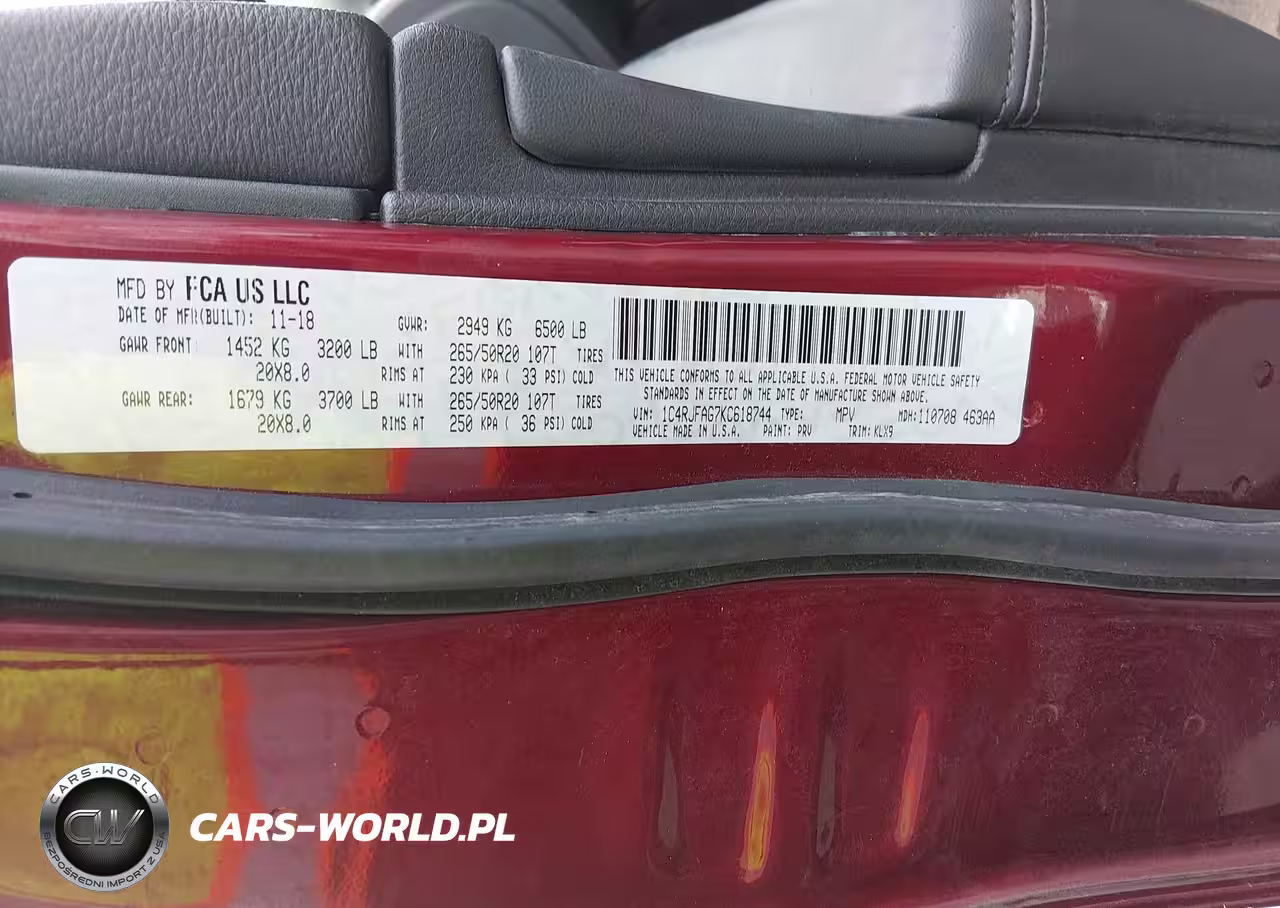 MFD BY FCA US LLC
DATE OF MFR(BUILT): 11-18 GVWR: 2949 KG 6500 LB
GAWR FRONT 1452 KG 3200 LB WITH 265/50R20 107T TIRES
20X8.0 RIMS AT 230 KPA ( 33 PSI) COLD
GAWR REAR: 1679 KG 3700 LB WITH 265/50R20 107T TIRES
20X8.0 RIMS AT 250 KPA ( 36 PSI) COLD
THIS VEHICLE CONFORMS TO ALL APPLICABLE U.S.A. FEDERAL MOTOR VEHICLE SAFETY
STANDARDS IN EFFECT ON THE DATE OF MANUFACTURE SHOWN ABOVE.
VIN: 1C4RJFAG7KC618744 TYPE: MPV MDH: 110708 463AA
VEHICLE MADE IN U.S.A. PAINT: PRV TRIM: KLX9
CARS-WORLD
CW
BEZPOŚREDNI IMPORT Z USA
CARS-WORLD.PL